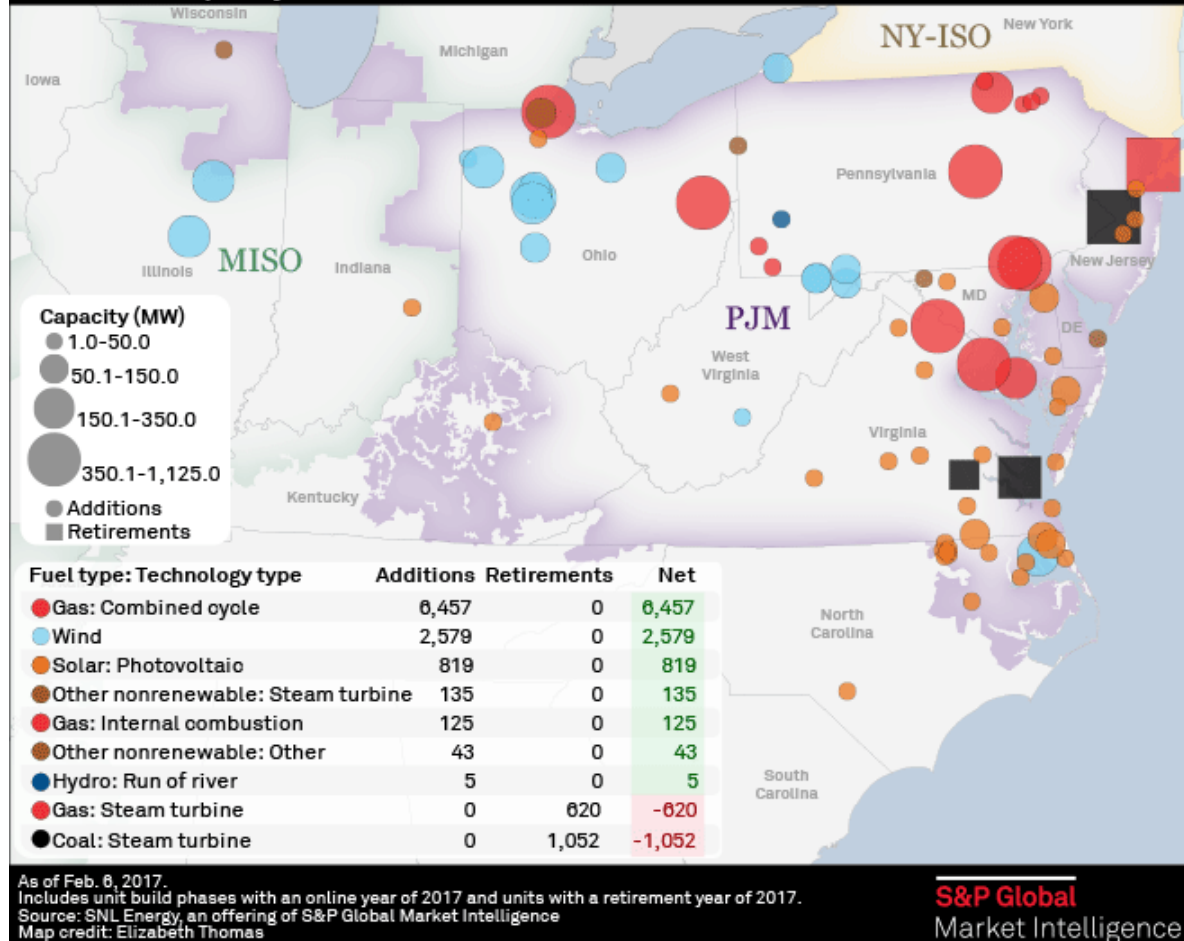 Wisconsin
Michigan
NY-ISO New York
Iowa
Pennsylvania
Illinois MISO Indiana
Ohio
New Jersey
MD
PJM
DE
West
Virginia
Virginia
Kentucky
North
Carolina
South
Carolina
Capacity (MW)
1.0-50.0
50.1-150.0
150.1-350.0
350.1-1,125.0
Additions
Retirements
Fuel type: Technology type Additions Retirements Net
Gas: Combined cycle 6,457 0 6,457
Wind 2,579 0 2,579
Solar: Photovoltaic 819 0 819
Other nonrenewable: Steam turbine 135 0 135
Gas: Internal combustion 125 0 125
Other nonrenewable: Other 43 0 43
Hydro: Run of river 5 0 5
Gas: Steam turbine 0 620 -620
Coal: Steam turbine 0 1,052 -1,052
As of Feb. 6, 2017.
Includes unit build phases with an online year of 2017 and units with a retirement year of 2017.
Source: SNL Energy, an offering of S&P Global Market Intelligence
Map credit: Elizabeth Thomas
S&P Global
Market Intelligence